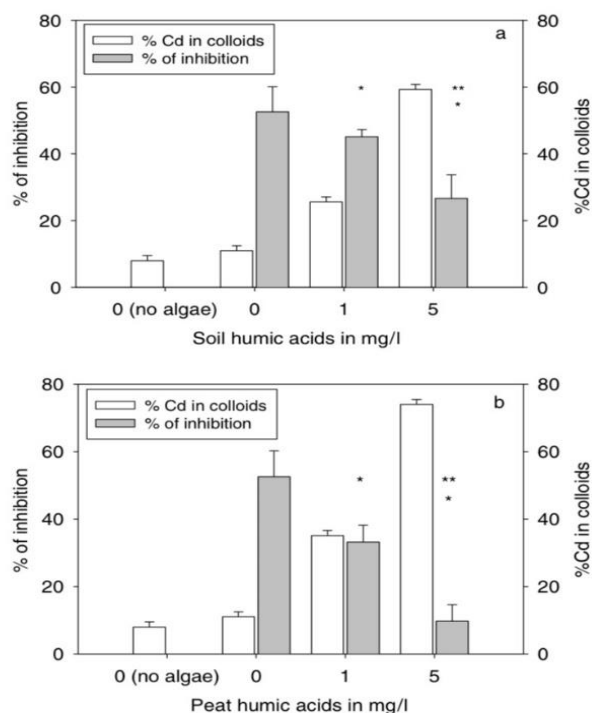 a
% Cd in colloids
% of inhibition
80
60
40
20
0
% of inhibition
80
60
40
20
0
%Cd in colloids
*
**
*
0 (no algae) 0 1 5
Soil humic acids in mg/l
b
% Cd in colloids
% of inhibition
80
60
40
20
0
% of inhibition
80
60
40
20
0
%Cd in colloids
*
**
*
0 (no algae) 0 1 5
Peat humic acids in mg/l